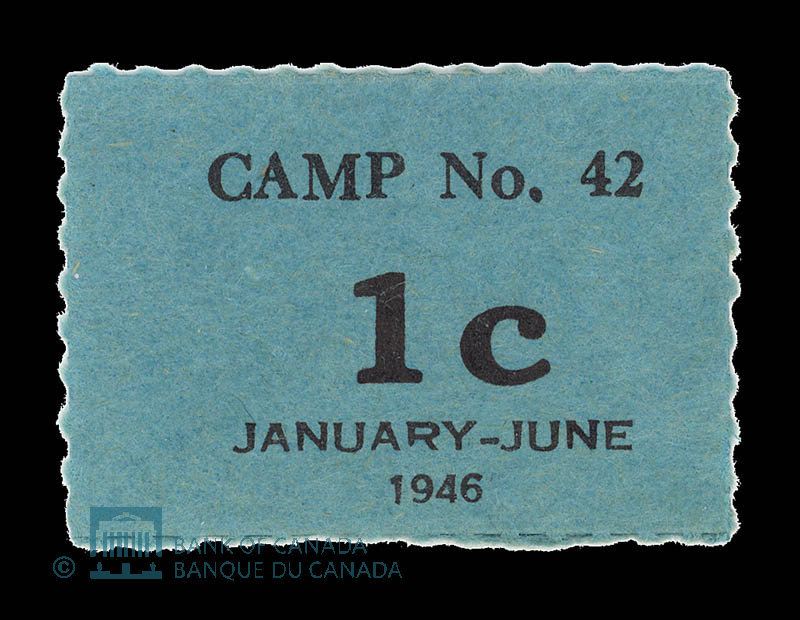 CAMP No. 42
1c
JANUARY-JUNE
1946
© BANK OF CANADA
BANQUE DU CANADA